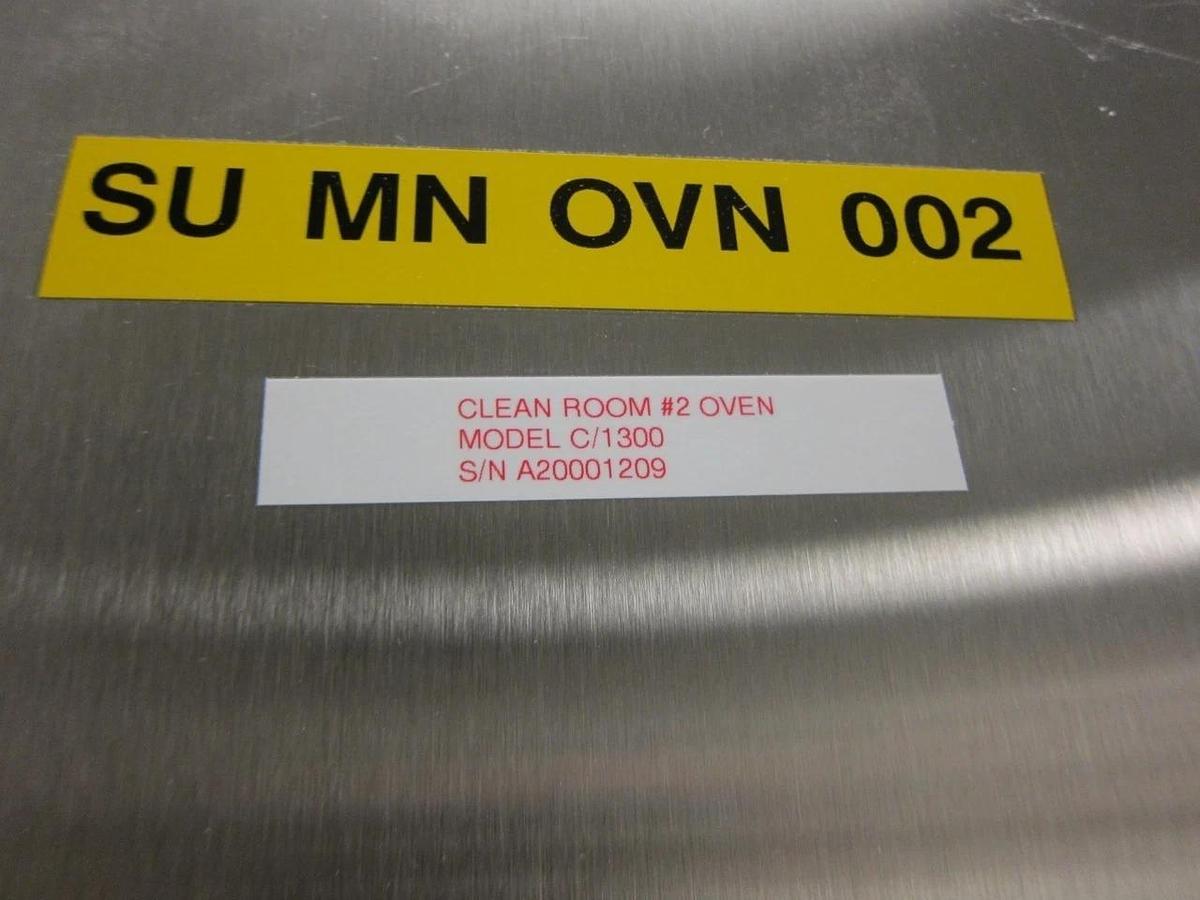 SU MN OVN 002
CLEAN ROOM #2 OVEN
MODEL C/1300
S/N A20001209